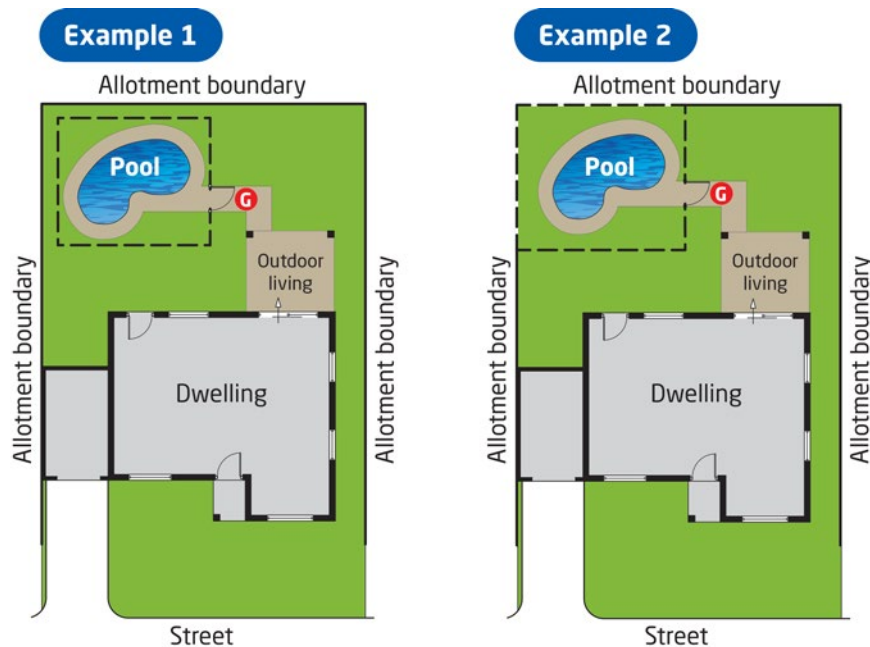 Example 1
Allotment boundary
Pool
G
Outdoor
living
Allotment boundary
Allotment boundary
Dwelling
Street
Example 2
Allotment boundary
Pool
G
Outdoor
living
Allotment boundary
Allotment boundary
Dwelling
Street